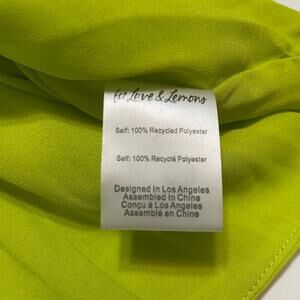 for Love & Lemons
Self: 100% Recycled Polyester
Self: 100% Recyclé Polyester
Designed in Los Angeles
Assembled in China
Conçu à Los Angeles
Assemblé en China